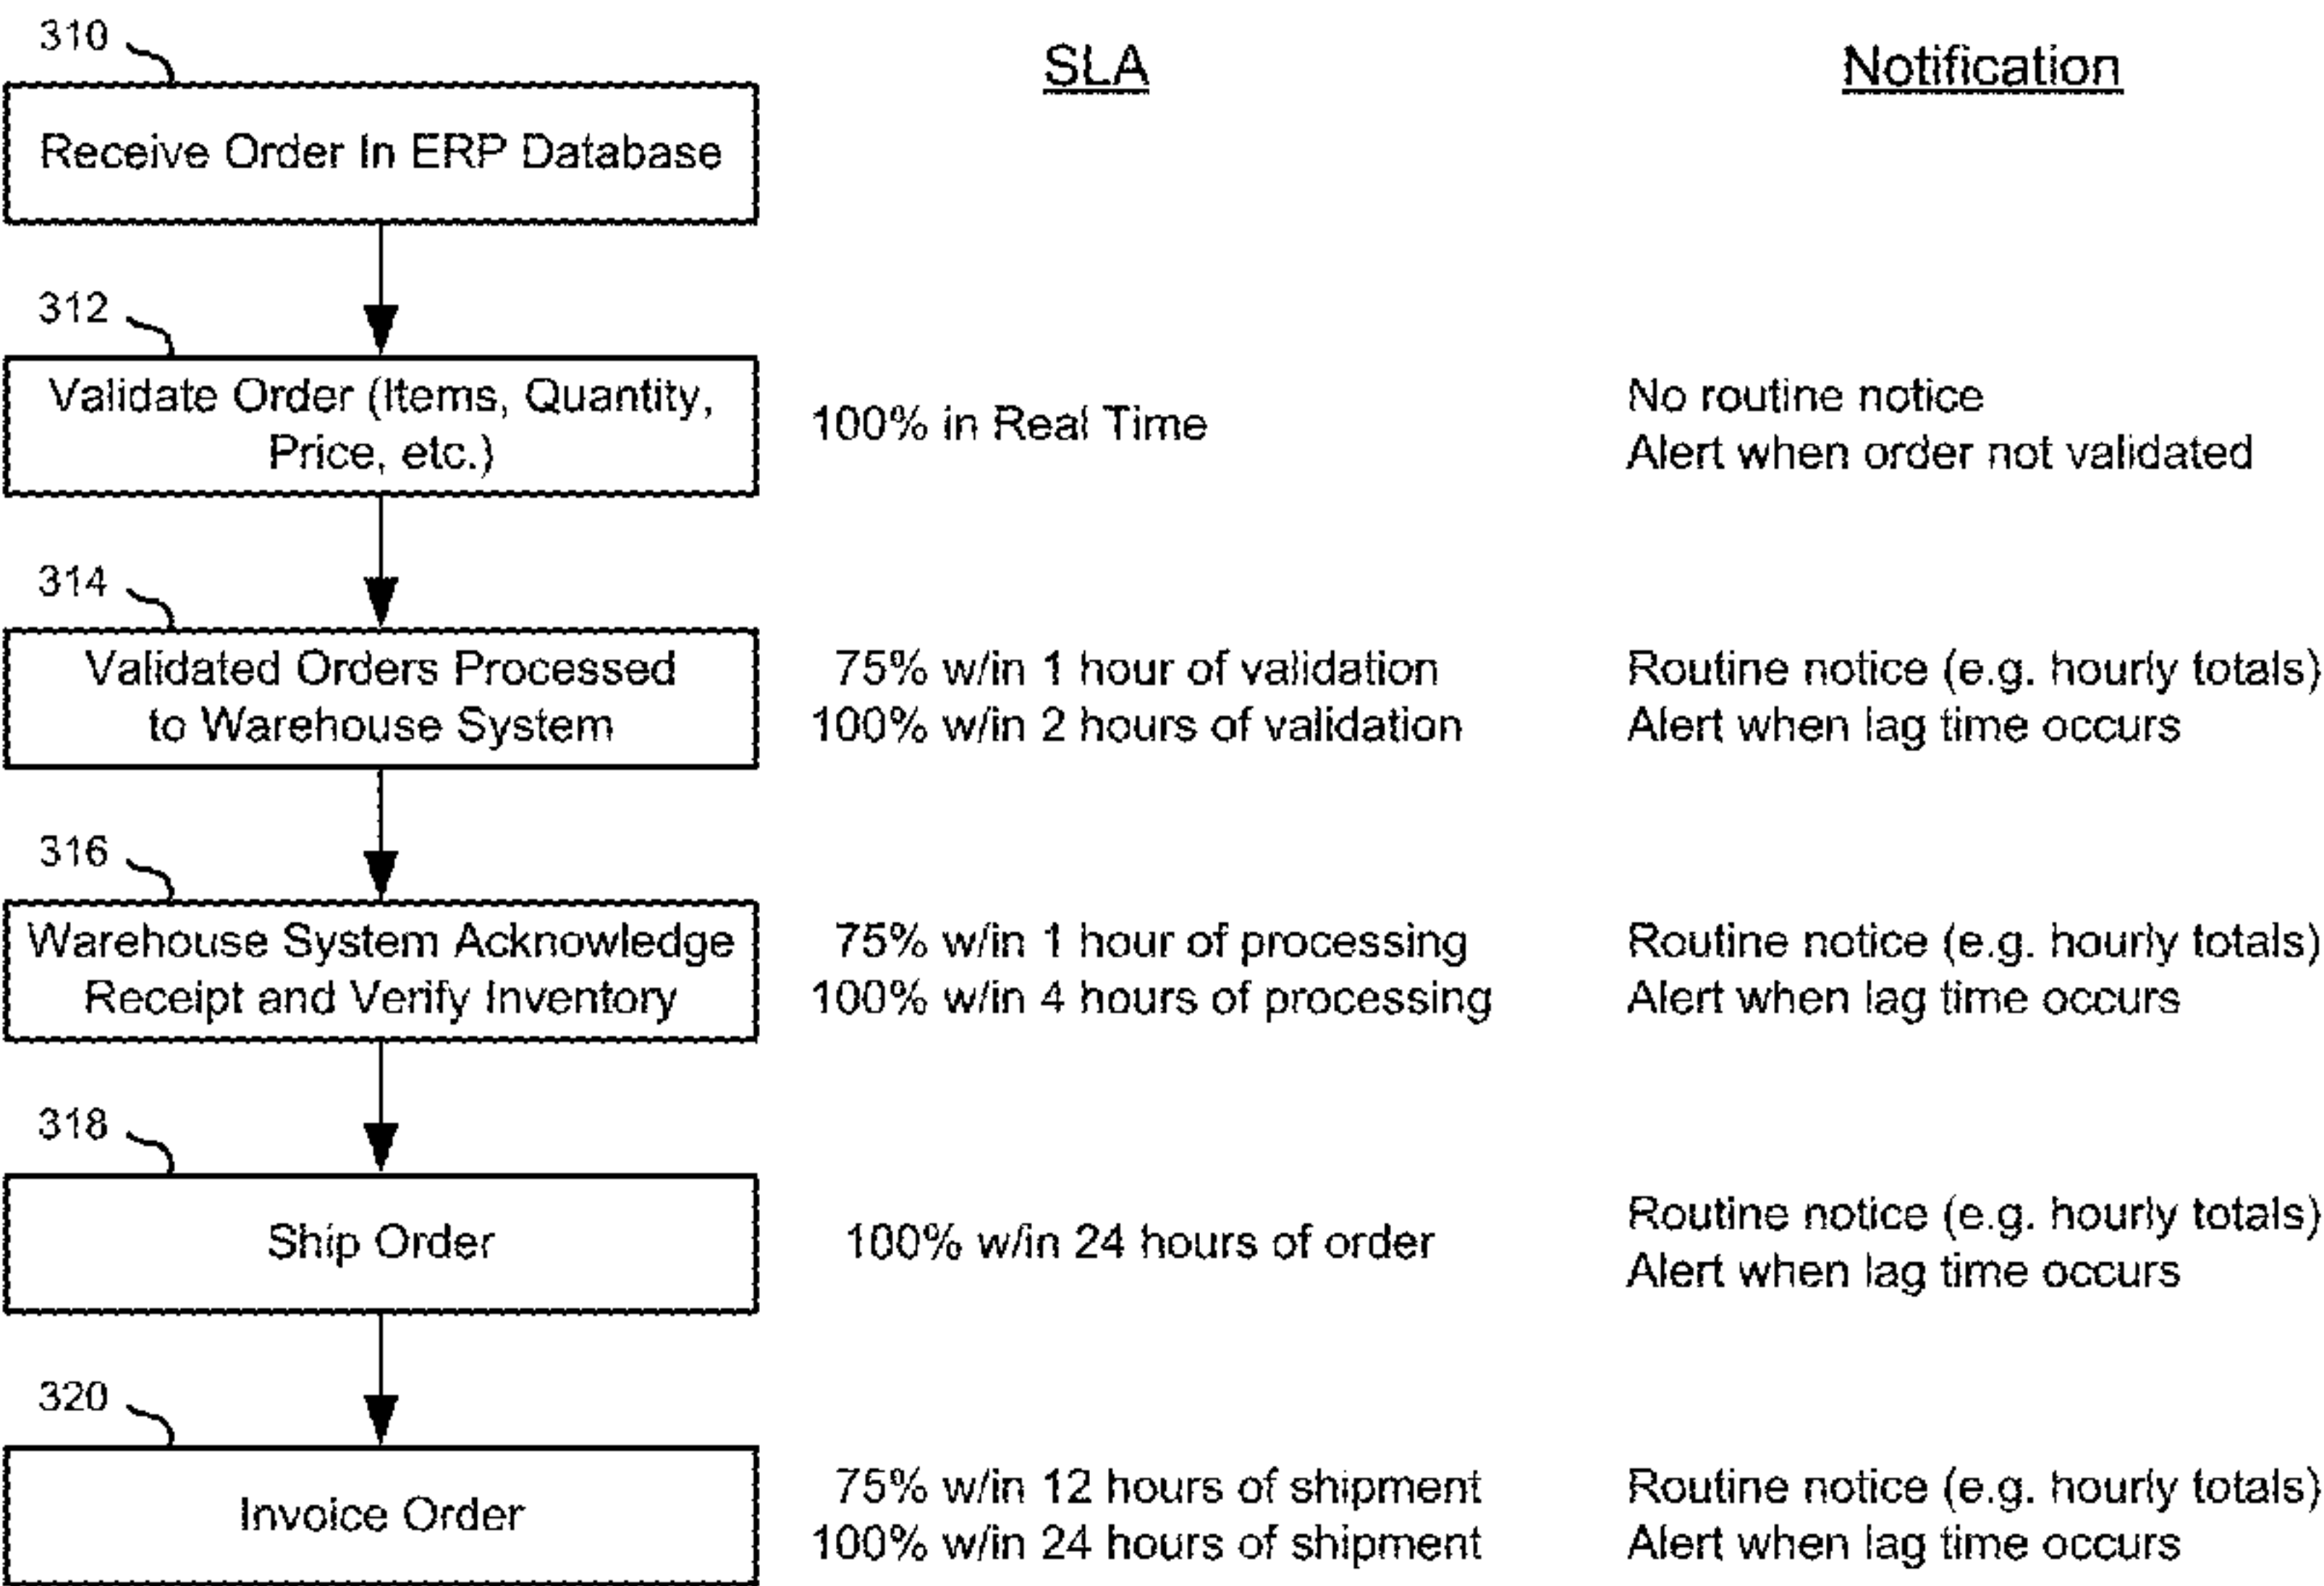 310
SLA
Notification
Receive Order In ERP Database
312
Validate Order (Items, Quantity,
Price, etc.)
100% in Real Time
No routine notice
Alert when order not validated
314
Validated Orders Processed
to Warehouse System
75% w/in 1 hour of validation
100% w/in 2 hours of validation
Routine notice (e.g. hourly totals)
Alert when lag time occurs
316
Warehouse System Acknowledge
Receipt and Verify Inventory
75% w/in 1 hour of processing
100% w/in 4 hours of processing
Routine notice (e.g. hourly totals)
Alert when lag time occurs
318
Ship Order
100% w/in 24 hours of order
Routine notice (e.g. hourly totals)
Alert when lag time occurs
320
Invoice Order
75% w/in 12 hours of shipment
100% w/in 24 hours of shipment
Routine notice (e.g. hourly totals)
Alert when lag time occurs